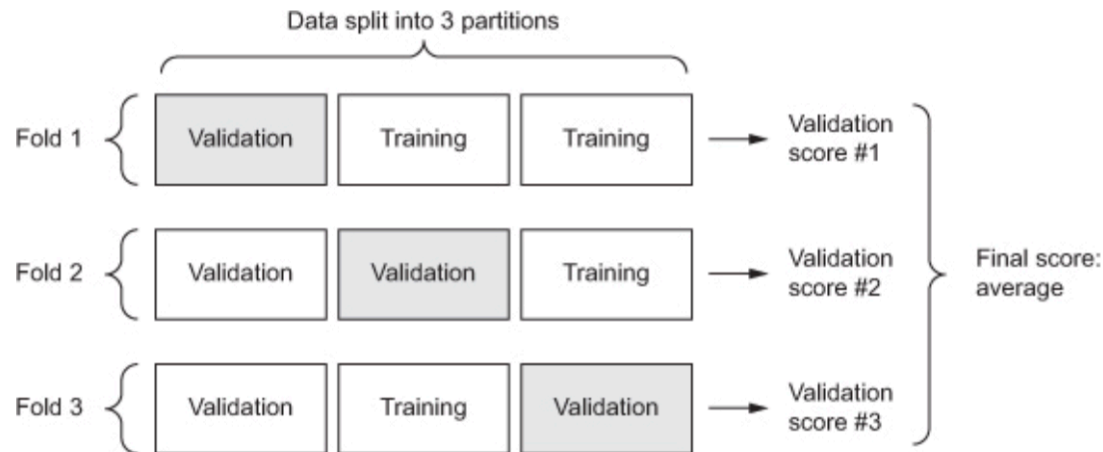 Data split into 3 partitions
Fold 1
Validation
Training
Training
Validation
score #1
Fold 2
Validation
Validation
Training
Validation
score #2
Final score:
average
Fold 3
Validation
Training
Validation
Validation
score #3